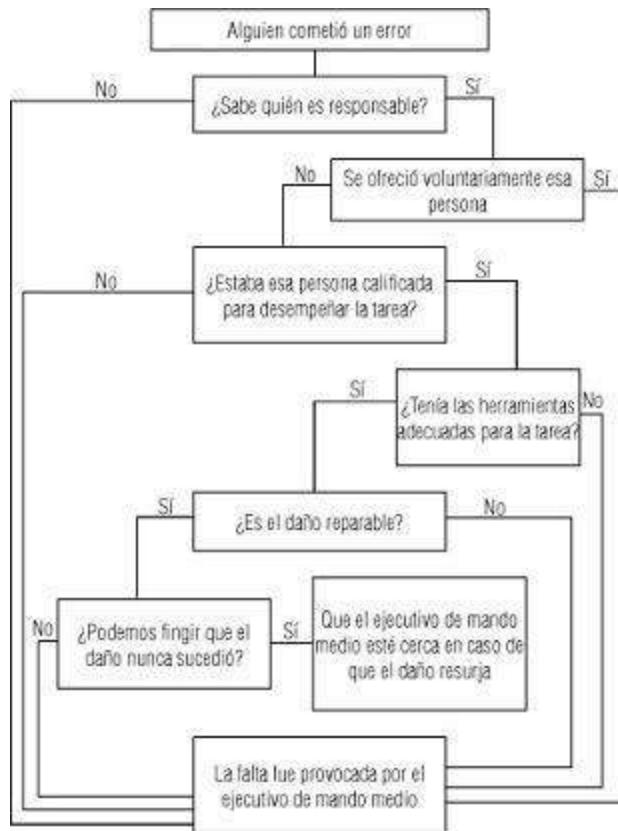 Alguien cometió un error
No
¿Sabe quién es responsable?
Sí
No
Se ofreció voluntariamente esa
persona
Sí
No
¿Estaba esa persona calificada
para desempeñar la tarea?
Sí
Sí
¿Tenía las herramientas
adecuadas para la tarea?
No
Sí
¿Es el daño reparable?
No
No
¿Podemos fingir que el
daño nunca sucedió?
Sí
Que el ejecutivo de mando
medio esté cerca en caso de
que el daño resurja
La falta fue provocada por el
ejecutivo de mando medio